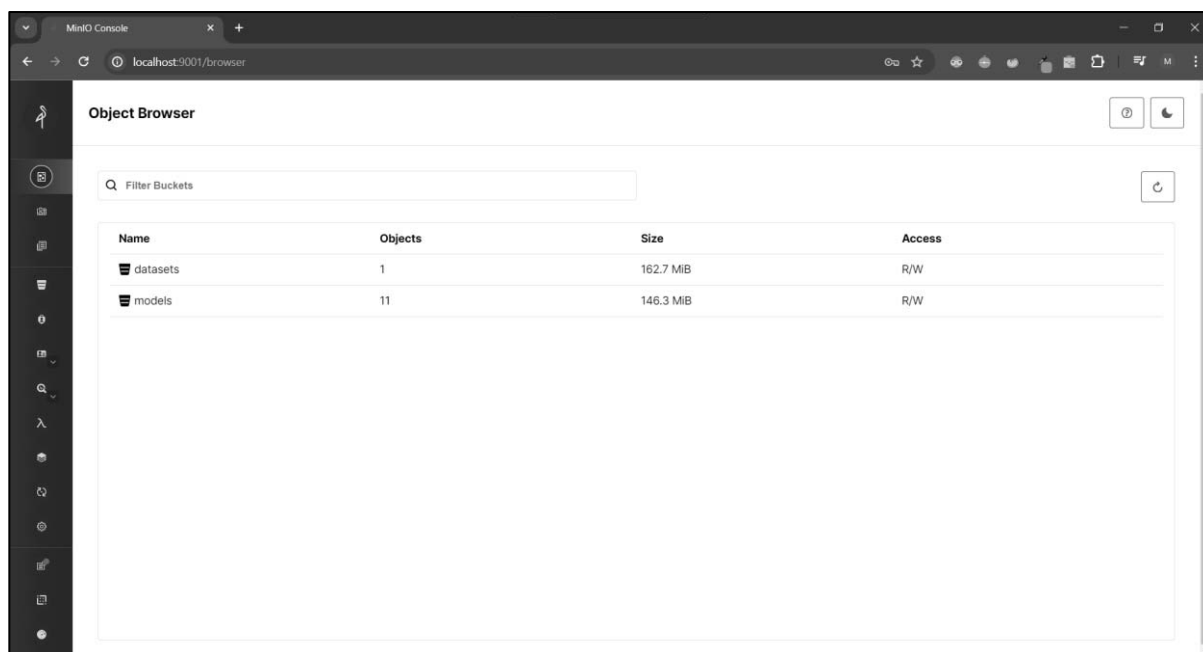 MinIO Console
localhost:9001/browser
M
Object Browser
Filter Buckets
Name Objects Size Access
datasets 1 162.7 MiB R/W
models 11 146.3 MiB R/W